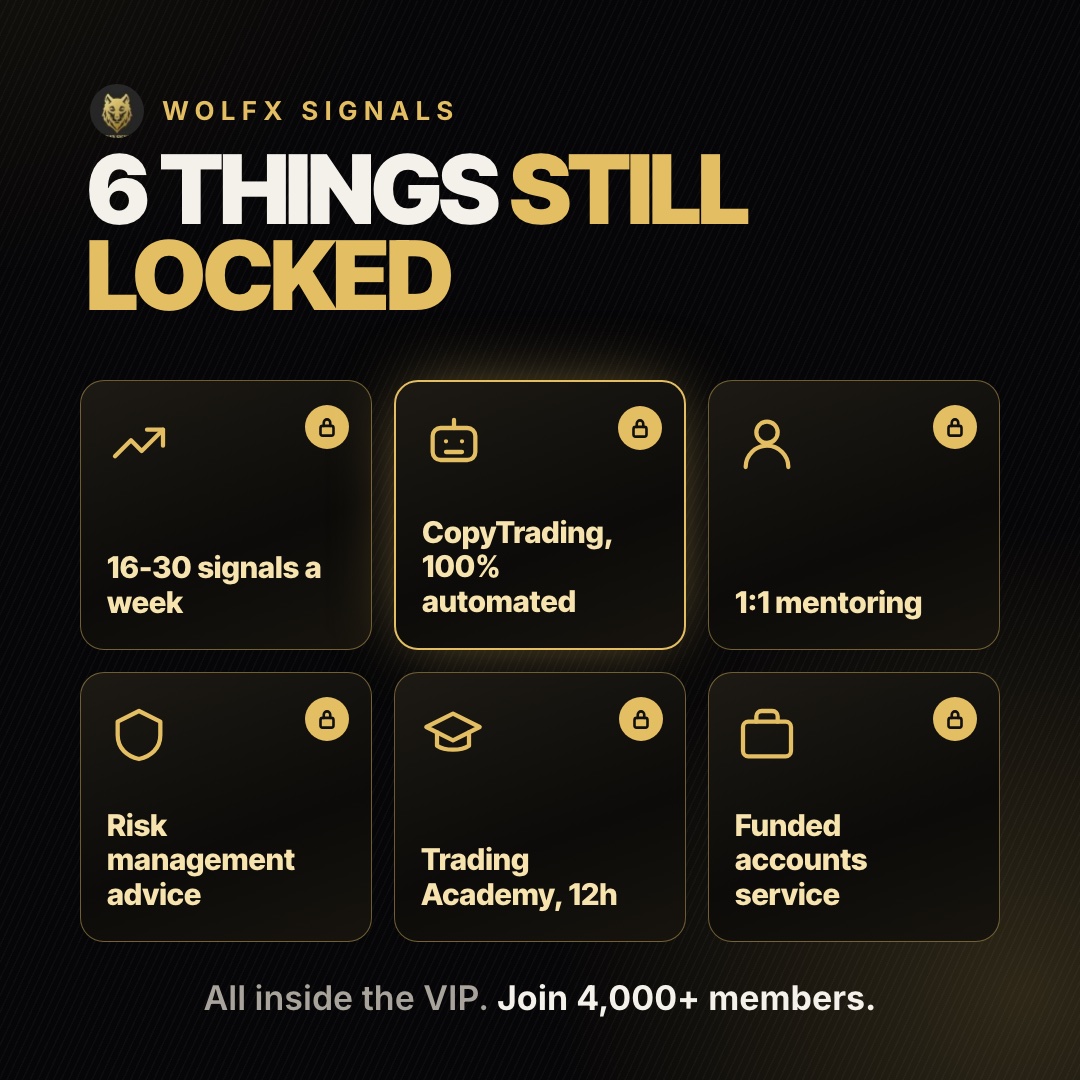 WOLFX SIGNALS
6 THINGS STILL
LOCKED
16-30 signals a
week
CopyTrading,
100%
automated
1:1 mentoring
Risk
management
advice
Trading
Academy, 12h
Funded
accounts
service
All inside the VIP. Join 4,000+ members.